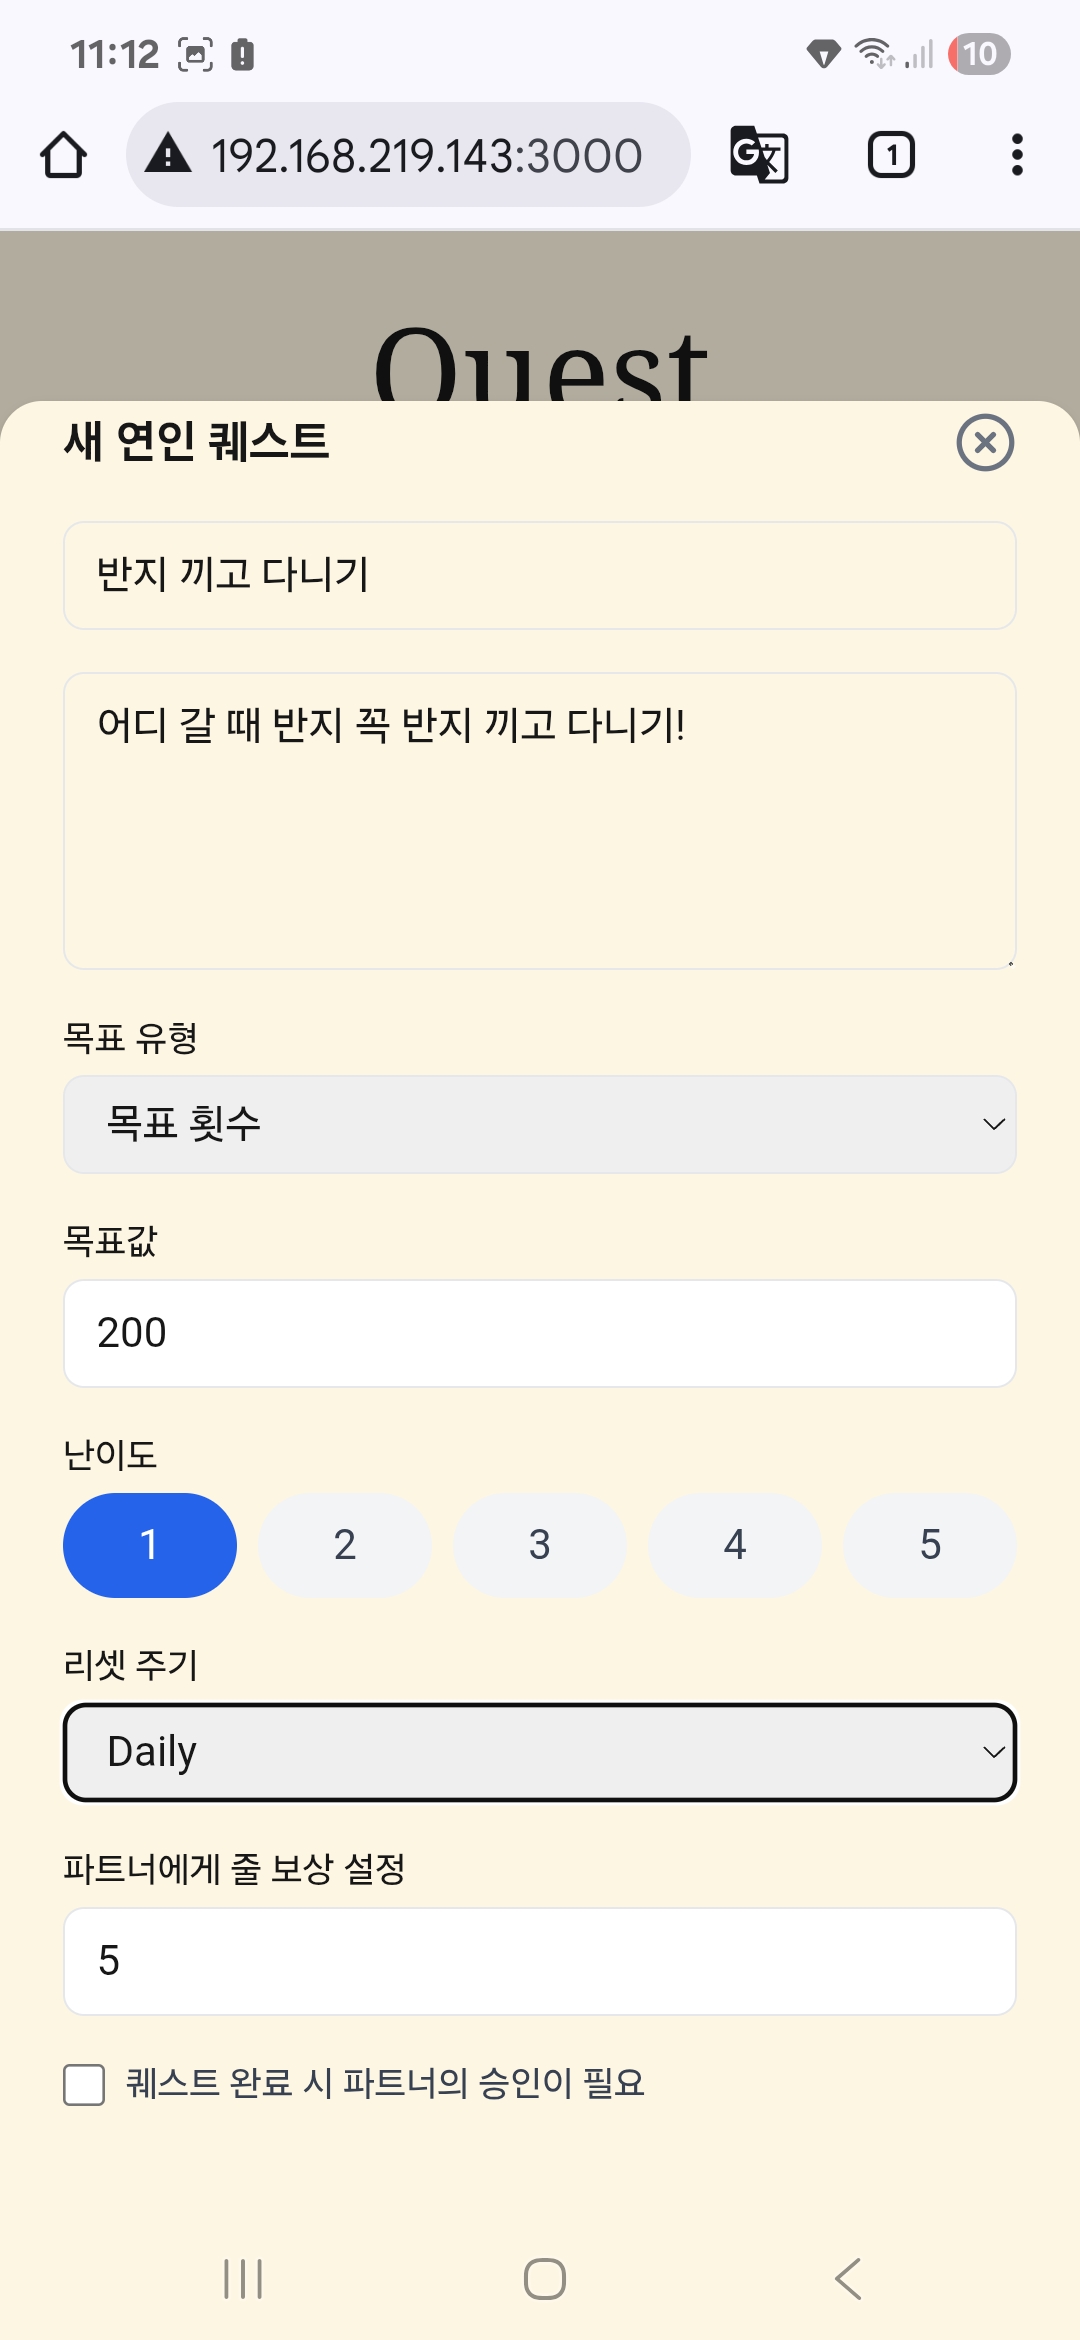 11:12
10
192.168.219.143:3000
1
Quest
새 연인 퀘스트
반지 끼고 다니기
어디 갈 때 반지 꼭 반지 끼고 다니기!
목표 유형
목표 횟수
목표값
200
난이도
1 2 3 4 5
리셋 주기
Daily
파트너에게 줄 보상 설정
5
퀘스트 완료 시 파트너의 승인이 필요